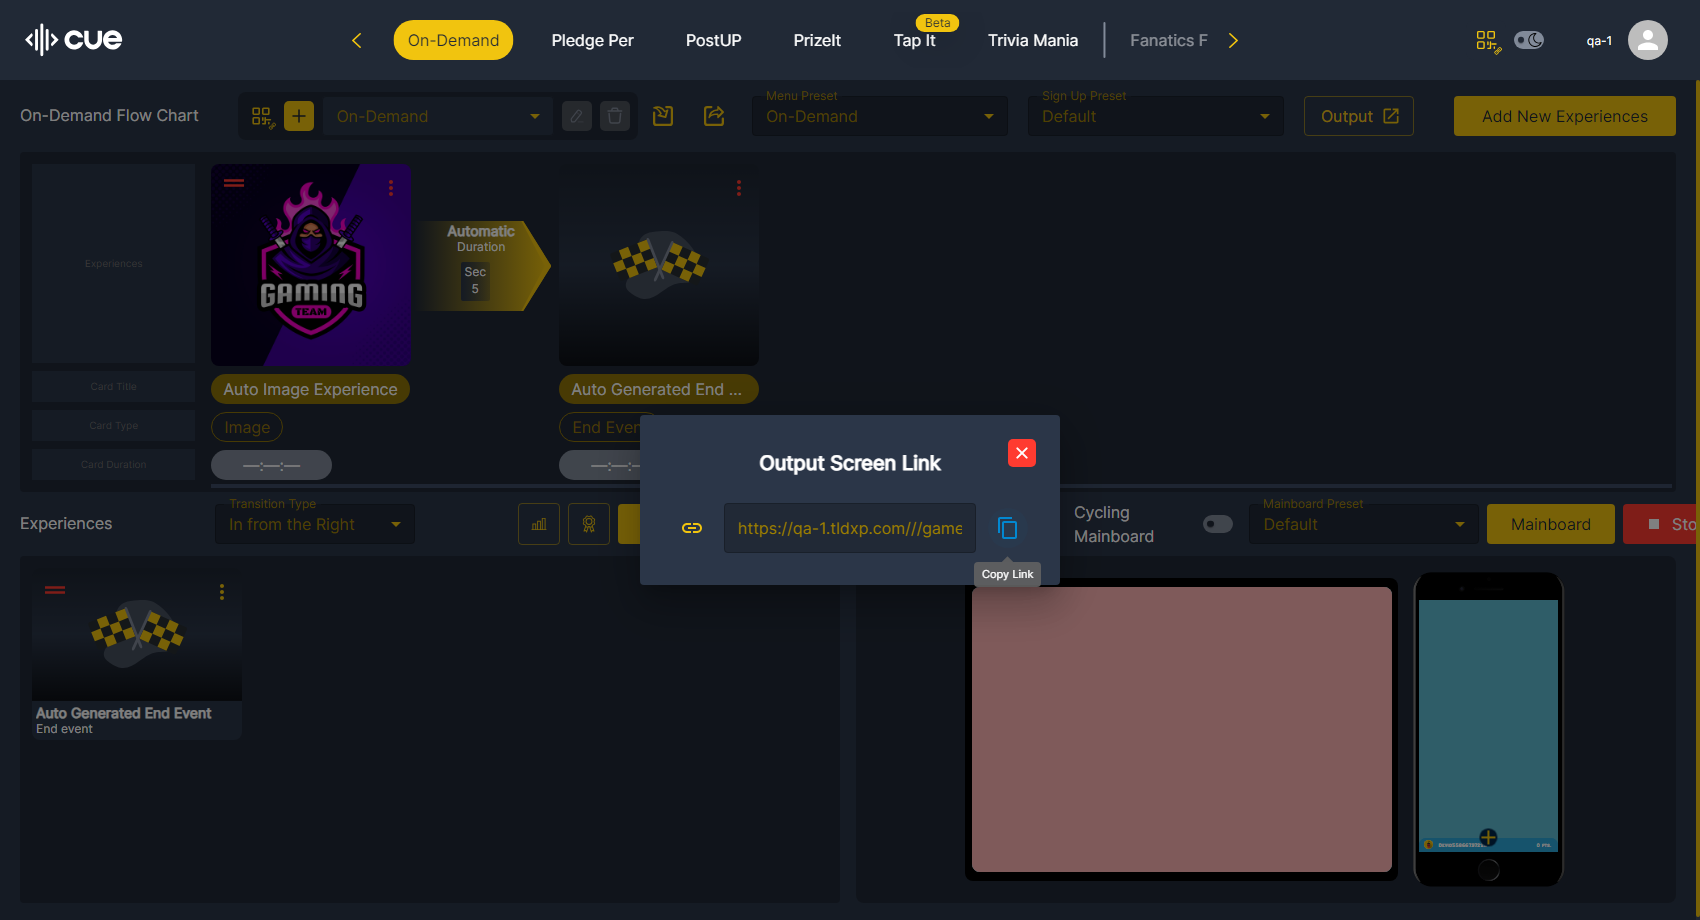 cue
On-Demand
Pledge Per
PostUP
PrizeIt
Beta
Tap It
Trivia Mania
Fanatics F
qa-1
On-Demand Flow Chart
On-Demand
Menu Preset
On-Demand
Sign Up Preset
Default
Output
Add New Experiences
Experiences
GAMING
TEAM
Automatic
Duration
Sec
5
Card Title
Auto Image Experience
Auto Generated End ...
Card Type
Image
End Even
Card Duration
—:—:—
—:—:—
Output Screen Link
https://qa-1.tldxp.com///game
Copy Link
Experiences
Transition Type
In from the Right
Cycling
Mainboard
Mainboard Preset
Default
Mainboard
Sto
Auto Generated End Event
End event
0 Pts.